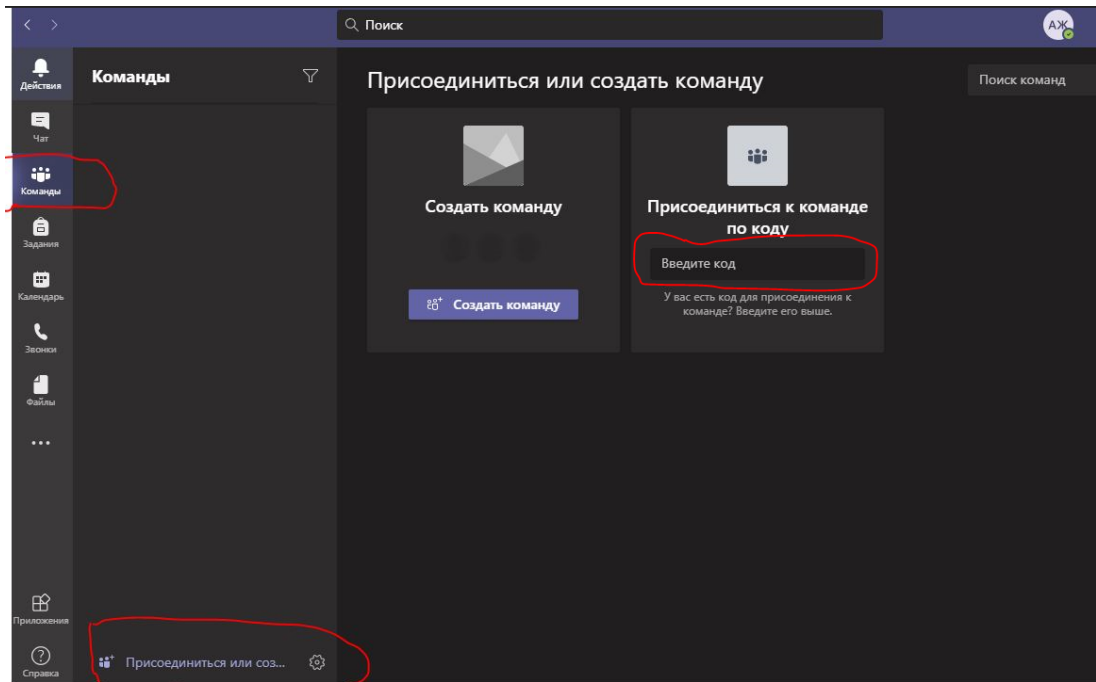 Поиск
АЖ
Действия
Чат
Команды
Задания
Календарь
Звонки
Файлы
Приложения
Справка
Команды
Присоединиться или соз...
Присоединиться или создать команду
Поиск команд
Создать команду
Создать команду
Присоединиться к команде
по коду
Введите код
У вас есть код для присоединения к
команде? Введите его выше.